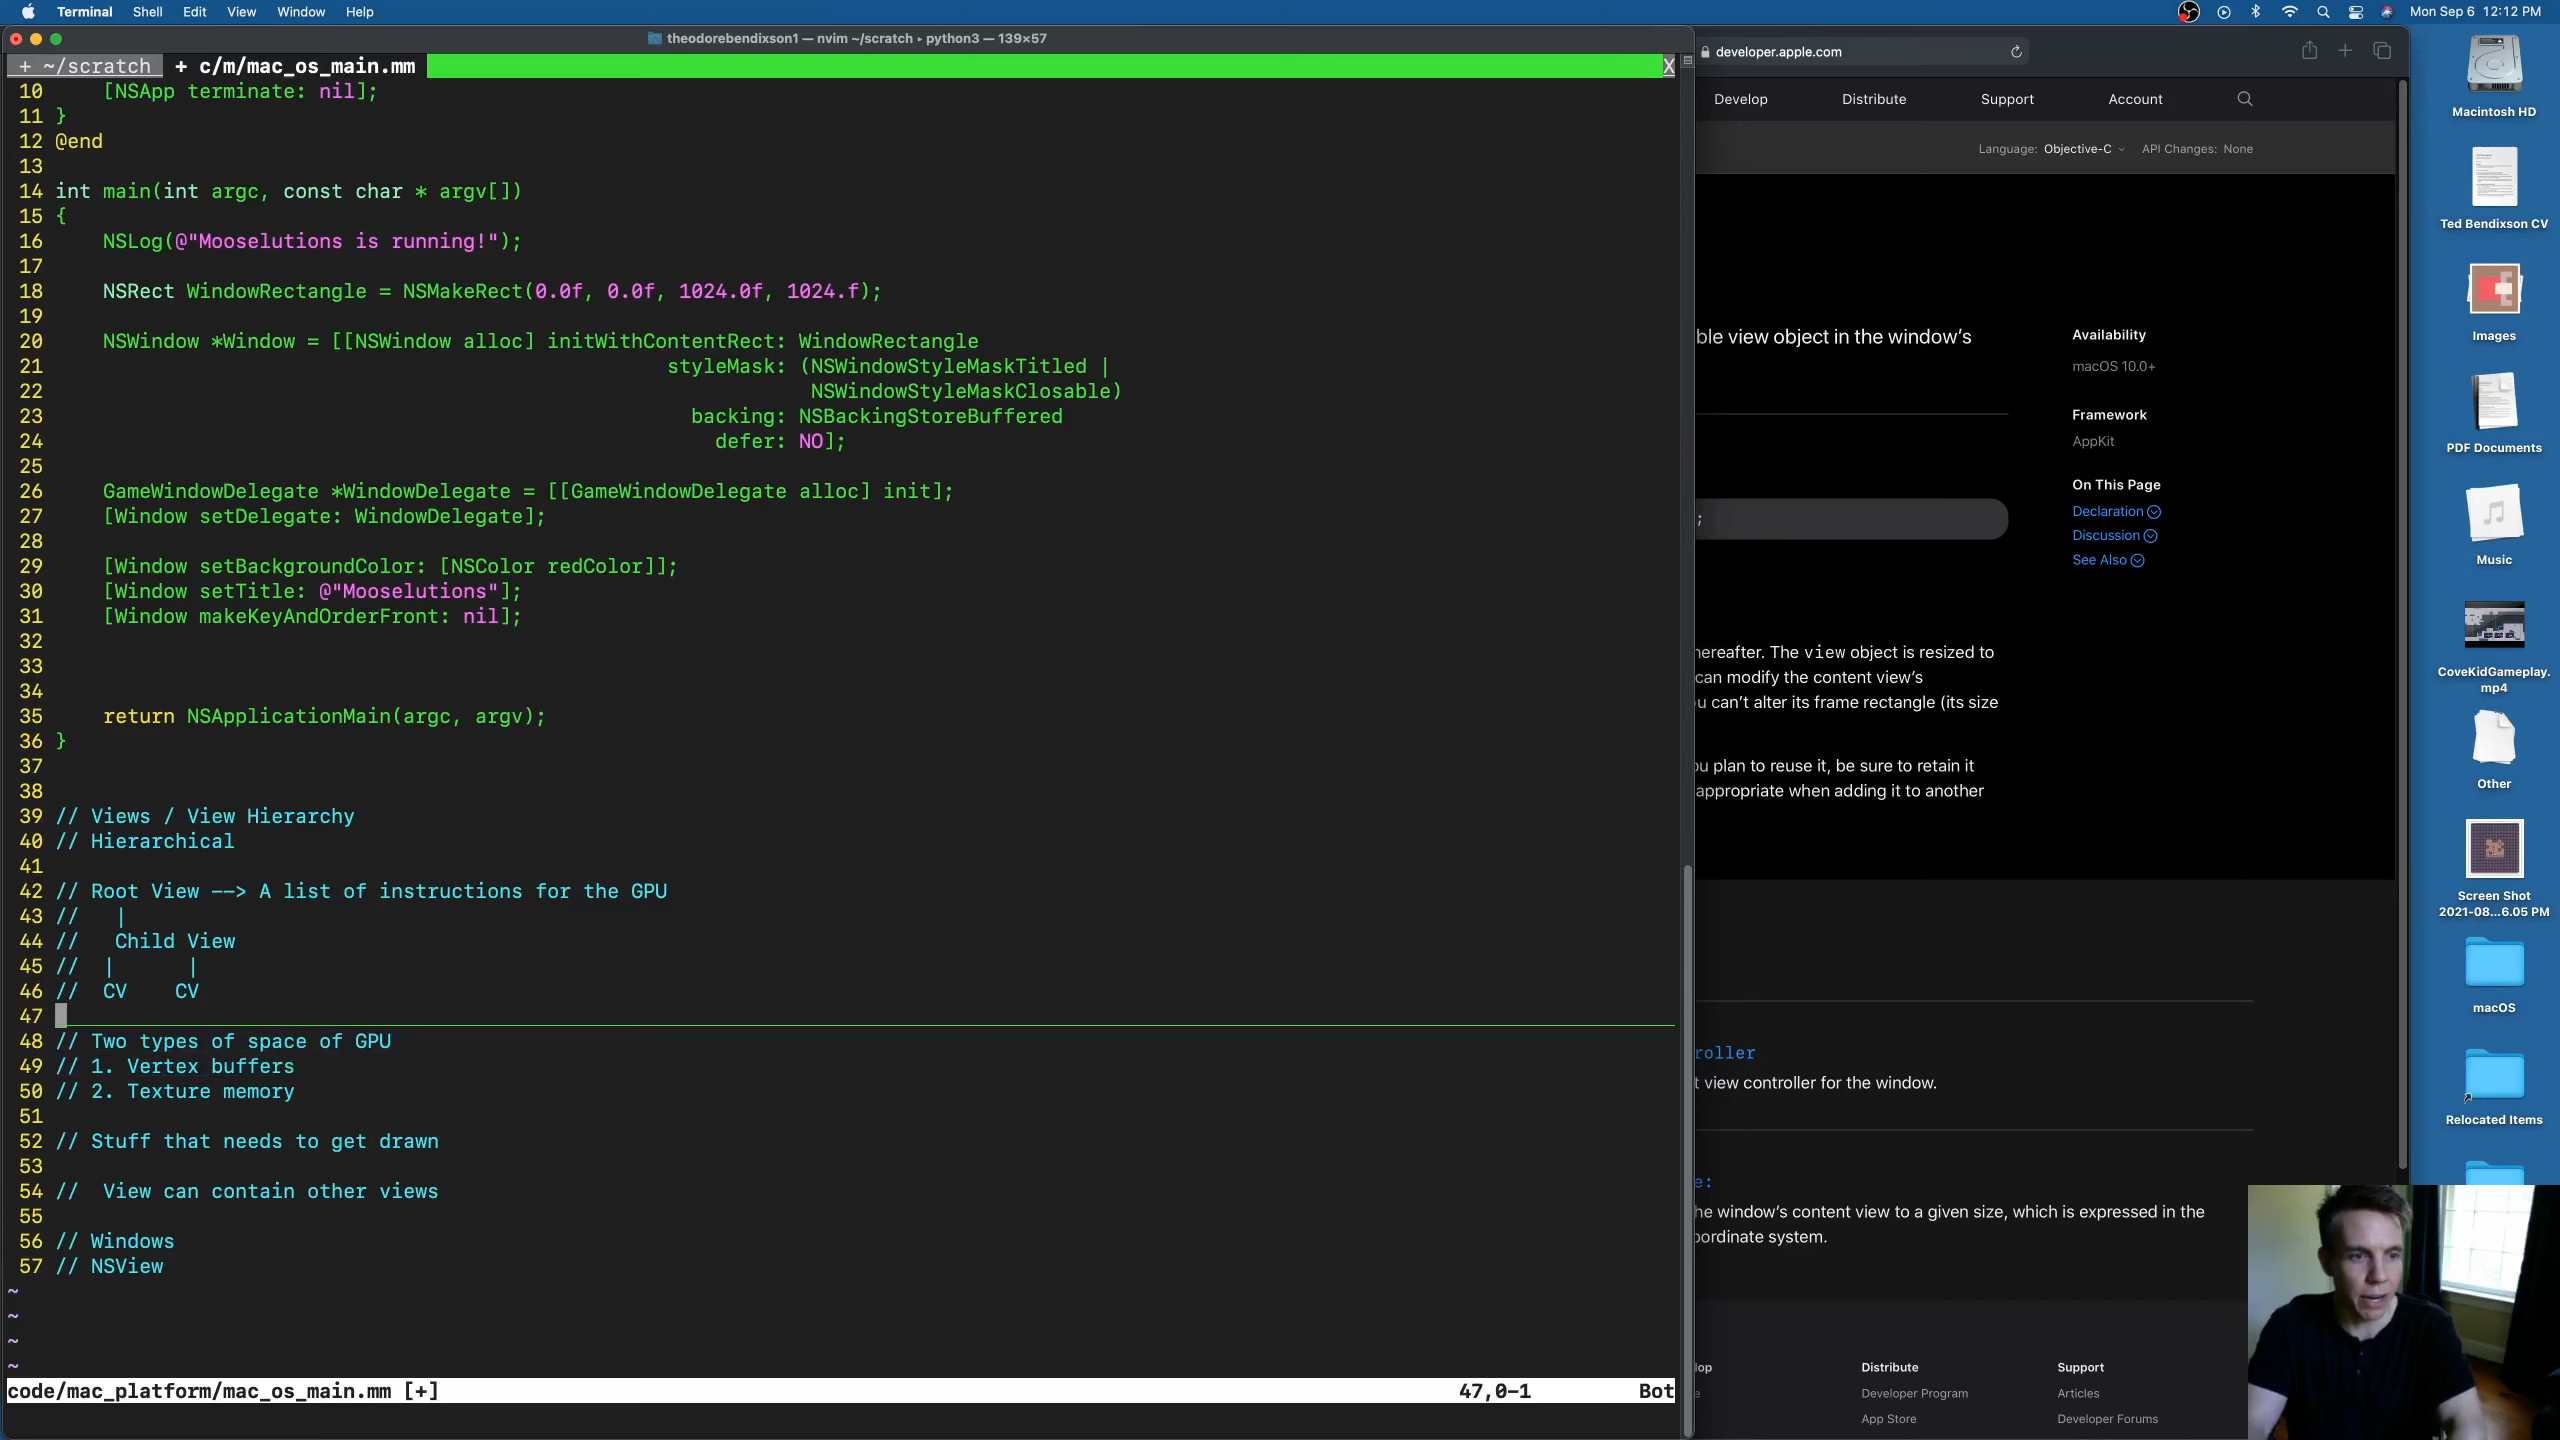 Terminal Shell Edit View Window Help
Mon Sep 6 12:12 PM
theodorebendixson1 — nvim ~/scratch ▸ python3 — 139×57
+ ~/scratch + c/m/mac_os_main.mm X
10 [NSApp terminate: nil];
11 }
12 @end
13
14 int main(int argc, const char * argv[])
15 {
16 NSLog(@"Mooselutions is running!");
17
18 NSRect WindowRectangle = NSMakeRect(0.0f, 0.0f, 1024.0f, 1024.f);
19
20 NSWindow *Window = [[NSWindow alloc] initWithContentRect: WindowRectangle
21 styleMask: (NSWindowStyleMaskTitled |
22 NSWindowStyleMaskClosable)
23 backing: NSBackingStoreBuffered
24 defer: NO];
25
26 GameWindowDelegate *WindowDelegate = [[GameWindowDelegate alloc] init];
27 [Window setDelegate: WindowDelegate];
28
29 [Window setBackgroundColor: [NSColor redColor]];
30 [Window setTitle: @"Mooselutions"];
31 [Window makeKeyAndOrderFront: nil];
32
33
34
35 return NSApplicationMain(argc, argv);
36 }
37
38
39 // Views / View Hierarchy
40 // Hierarchical
41
42 // Root View --> A list of instructions for the GPU
43 // |
44 // Child View
45 // | |
46 // CV CV
47
48 // Two types of space of GPU
49 // 1. Vertex buffers
50 // 2. Texture memory
51
52 // Stuff that needs to get drawn
53
54 // View can contain other views
55
56 // Windows
57 // NSView
~
~
~
~
code/mac_platform/mac_os_main.mm [+] 47,0-1 Bot
developer.apple.com
Develop Distribute Support Account
Language: Objective-C API Changes: None
ble view object in the window's
Availability
macOS 10.0+
Framework
AppKit
On This Page
Declaration
Discussion
See Also
;
hereafter. The view object is resized to
can modify the content view's
u can't alter its frame rectangle (its size
ou plan to reuse it, be sure to retain it
appropriate when adding it to another
roller
t view controller for the window.
e:
he window's content view to a given size, which is expressed in the
oordinate system.
lop Distribute Support
e Developer Program Articles
App Store Developer Forums
Macintosh HD
Ted Bendixson CV
Images
PDF Documents
Music
CoveKidGameplay.
mp4
Other
Screen Shot
2021-08...6.05 PM
macOS
Relocated Items